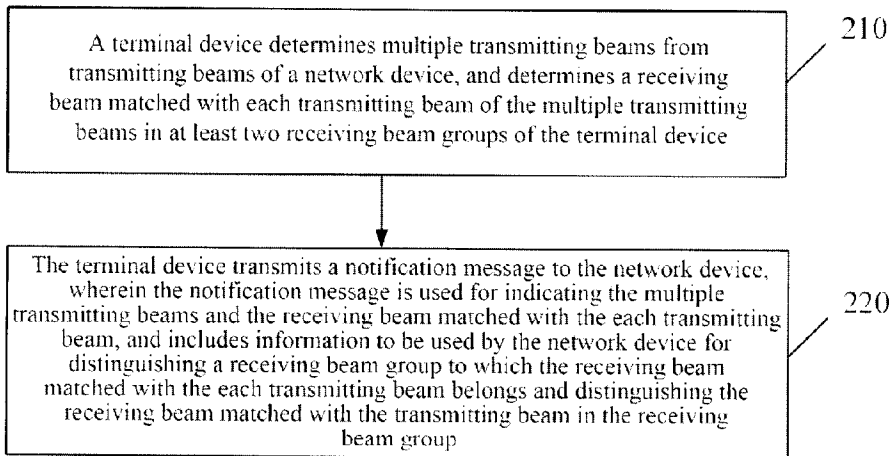 A terminal device determines multiple transmitting beams from
transmitting beams of a network device, and determines a receiving
beam matched with each transmitting beam of the multiple transmitting
beams in at least two receiving beam groups of the terminal device
210
The terminal device transmits a notification message to the network device,
wherein the notification message is used for indicating the multiple
transmitting beams and the receiving beam matched with the each transmitting
beam, and includes information to be used by the network device for
distinguishing a receiving beam group to which the receiving beam
matched with the each transmitting beam belongs and distinguishing the
receiving beam matched with the transmitting beam in the receiving
beam group
220